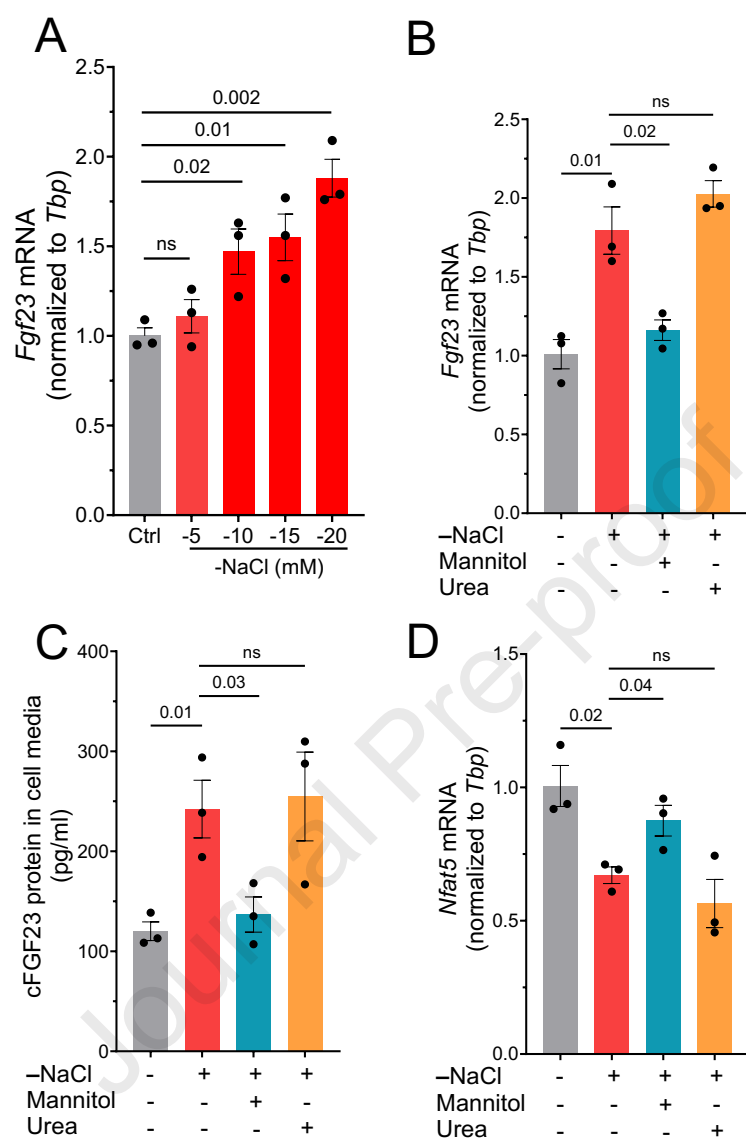 A
Fgf23 mRNA
(normalized to Tbp)
2.5
2.0
1.5
1.0
0.5
0.0
0.002
0.01
0.02
ns
Ctrl -5 -10 -15 -20
-NaCl (mM)
B
Fgf23 mRNA
(normalized to Tbp)
2.5
2.0
1.5
1.0
0.5
0.0
ns
0.02
0.01
–NaCl - + + +
Mannitol - - + -
Urea - - - +
C
cFGF23 protein in cell media
(pg/ml)
400
300
200
100
0
ns
0.03
0.01
–NaCl - + + +
Mannitol - - + -
Urea - - - +
D
Nfat5 mRNA
(normalized to Tbp)
1.5
1.0
0.5
0.0
ns
0.04
0.02
–NaCl - + + +
Mannitol - - + -
Urea - - - +
Journal Pre-proof